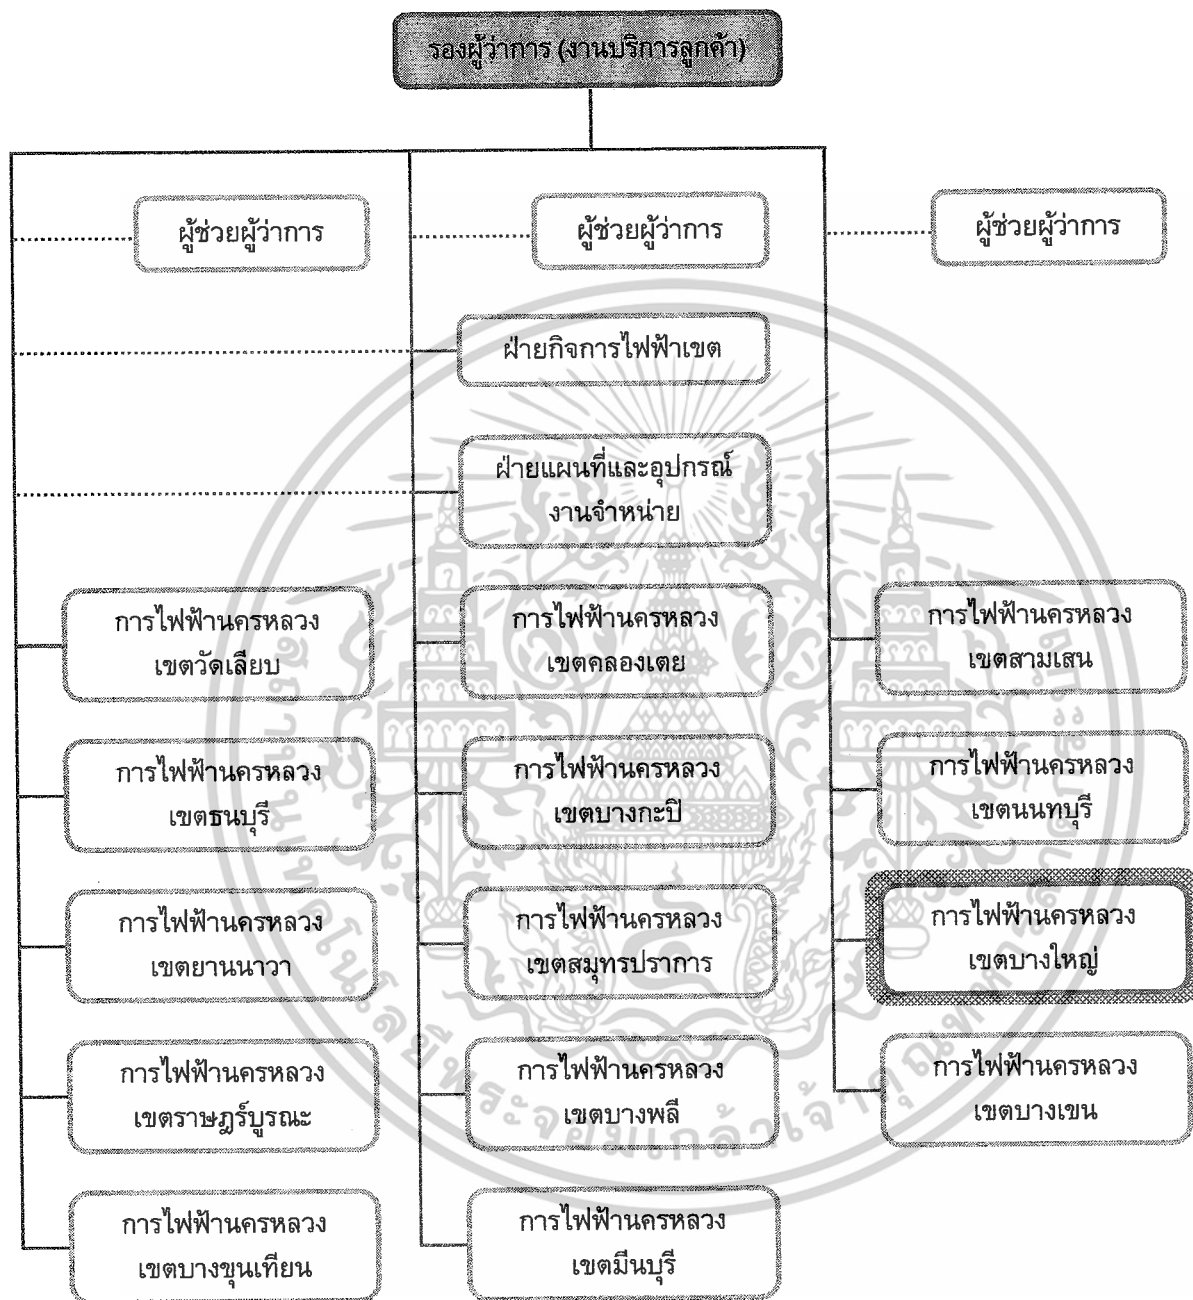 รองผู้ว่าการ (งานบริการลูกค้า)
ผู้ช่วยผู้ว่าการ
ผู้ช่วยผู้ว่าการ
ผู้ช่วยผู้ว่าการ
ฝ่ายกิจการไฟฟ้าเขต
ฝ่ายแผนที่และอุปกรณ์
งานจำหน่าย
การไฟฟ้านครหลวง
เขตวัดเลียบ
การไฟฟ้านครหลวง
เขตคลองเตย
การไฟฟ้านครหลวง
เขตสามเสน
การไฟฟ้านครหลวง
เขตธนบุรี
การไฟฟ้านครหลวง
เขตบางกะปิ
การไฟฟ้านครหลวง
เขตนนทบุรี
การไฟฟ้านครหลวง
เขตยานนาวา
การไฟฟ้านครหลวง
เขตสมุทรปราการ
การไฟฟ้านครหลวง
เขตบางใหญ่
การไฟฟ้านครหลวง
เขตราษฎร์บูรณะ
การไฟฟ้านครหลวง
เขตบางพลี
การไฟฟ้านครหลวง
เขตบางเขน
การไฟฟ้านครหลวง
เขตบางขุนเทียน
การไฟฟ้านครหลวง
เขตมีนบุรี